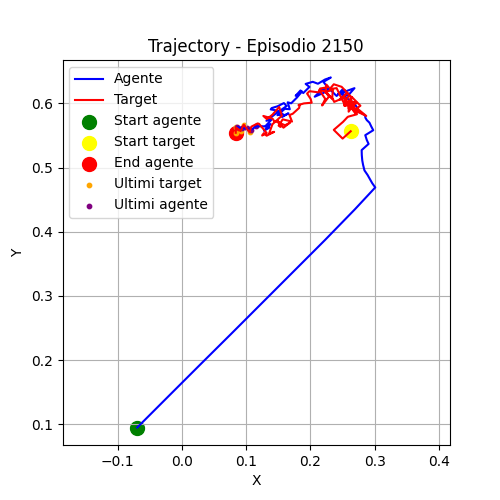 Trajectory - Episodio 2150
Agente
Target
Start agente
Start target
End agente
Ultimi target
Ultimi agente
Y
0.6
0.5
0.4
0.3
0.2
0.1
−0.1
0.0
0.1
0.2
0.3
0.4
X